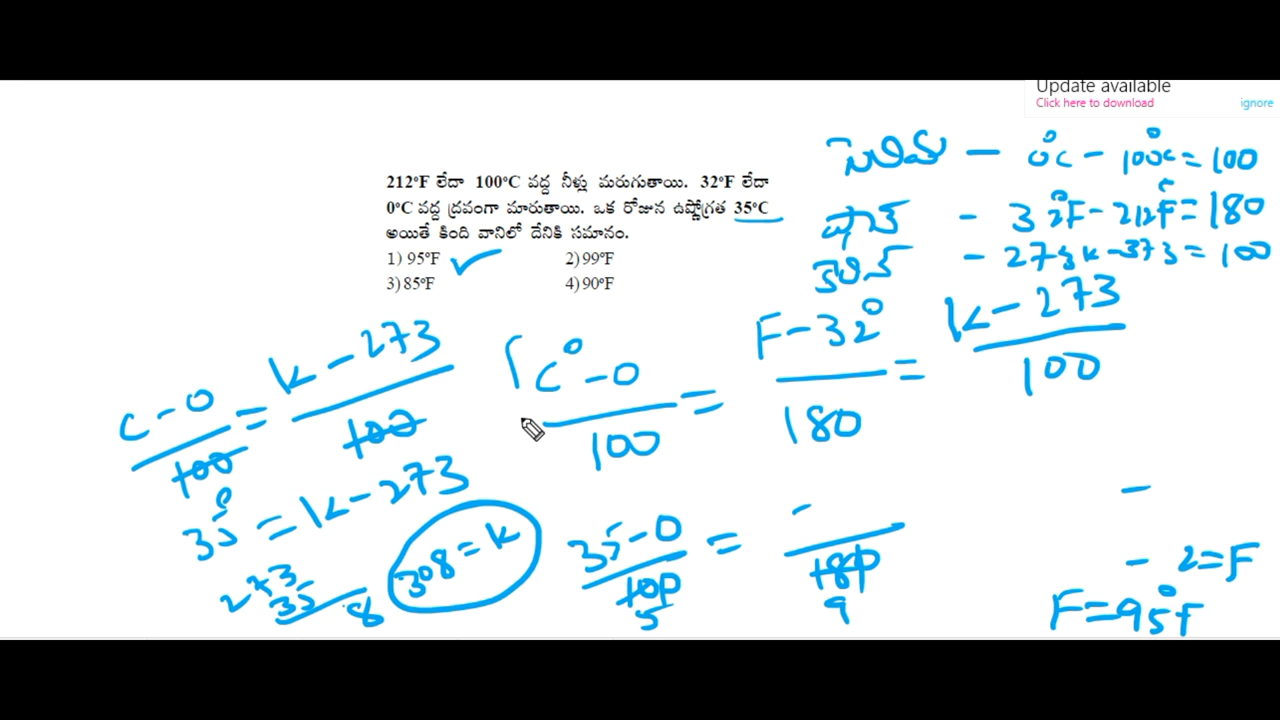 Update available
Click here to download ignore
212°F లేదా 100°C వద్ద నీళ్లు మరుగుతాయి. 32°F లేదా
0°C వద్ద ద్రవంగా మారుతాయి. ఒక రోజున ఉష్ణోగ్రత 35°C
అయితే కింది వానిలో దేనికి సమానం.
1) 95°F 2) 99°F
3) 85°F 4) 90°F
– 0°C – 100°C = 100
– 32°F – 212°F = 180
– 273K – 373 = 100
C – 0 / 100 = K – 273 / 100
C° – 0 / 100 = F – 32° / 180 = K – 273 / 100
35° = K – 273
273
35
8
308 = K
35 – 0 / 100 = – / 180
5 9
–
– 2 = F
F = 95°F